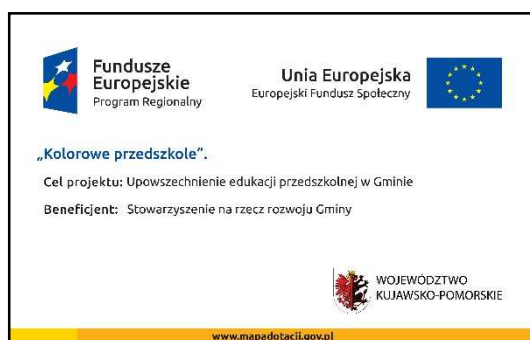 Fundusze
Europejskie
Program Regionalny
Unia Europejska
Europejski Fundusz Społeczny
„Kolorowe przedszkole”.
Cel projektu: Upowszechnienie edukacji przedszkolnej w Gminie
Beneficjent: Stowarzyszenie na rzecz rozwoju Gminy
WOJEWÓDZTWO
KUJAWSKO-POMORSKIE
www.mapadotacji.gov.pl